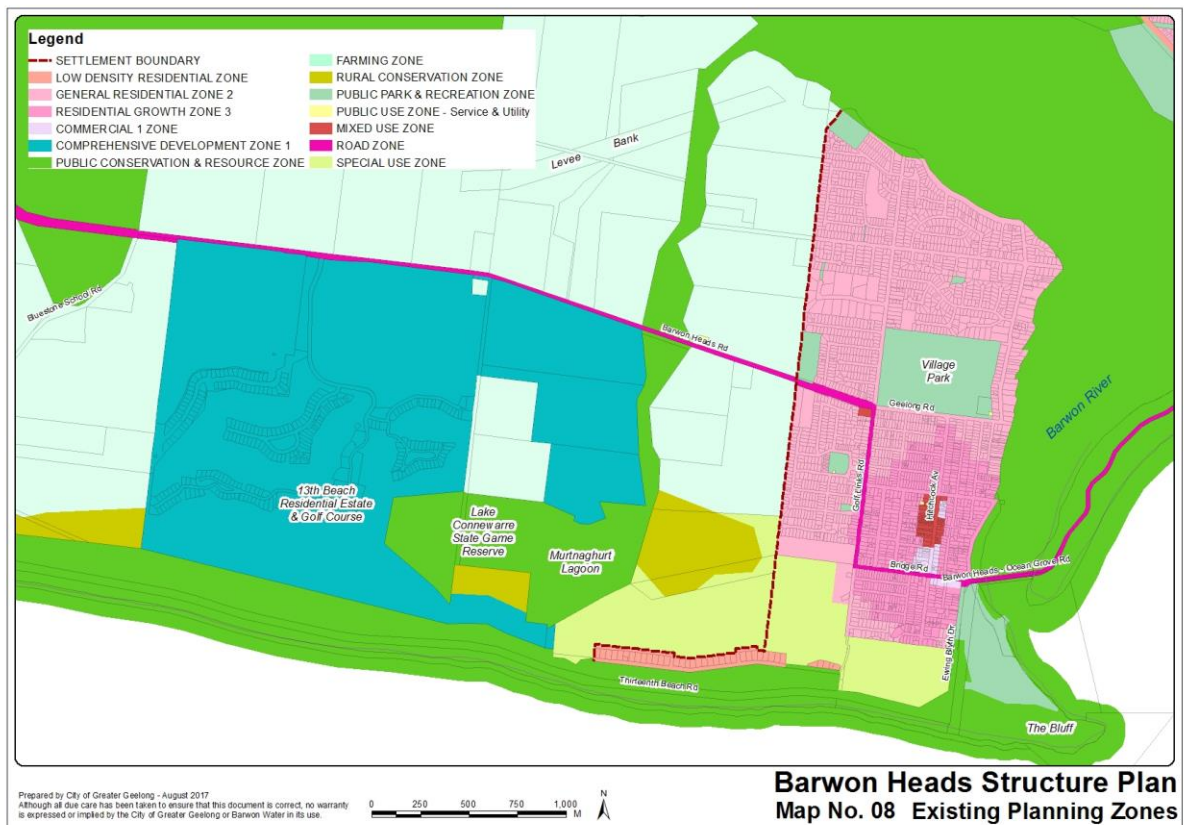 Legend
SETTLEMENT BOUNDARY
LOW DENSITY RESIDENTIAL ZONE
GENERAL RESIDENTIAL ZONE 2
RESIDENTIAL GROWTH ZONE 3
COMMERCIAL 1 ZONE
COMPREHENSIVE DEVELOPMENT ZONE 1
PUBLIC CONSERVATION & RESOURCE ZONE
FARMING ZONE
RURAL CONSERVATION ZONE
PUBLIC PARK & RECREATION ZONE
PUBLIC USE ZONE - Service & Utility
MIXED USE ZONE
ROAD ZONE
SPECIAL USE ZONE
Levee Bank
Bluestone School Rd
Barwon Heads Rd
Village
Park
Geelong Rd
Barwon River
Golf Links Rd
Hitchcock Av
13th Beach
Residential Estate
& Golf Course
Lake
Connewarre
State Game
Reserve
Murtnaghurt
Lagoon
Bridge Rd
Barwon Heads - Ocean Grove Rd
Ewing Blyth Dr
Thirteenth Beach Rd
The Bluff
Prepared by City of Greater Geelong - August 2017
Although all due care has been taken to ensure that this document is correct, no warranty
is expressed or implied by the City of Greater Geelong or Barwon Water in its use.
0 250 500 750 1,000
M
N
Barwon Heads Structure Plan
Map No. 08 Existing Planning Zones